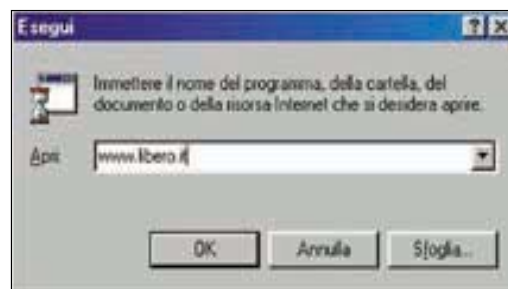 Esegui
Immettere il nome del programma, della cartella, del
documento o della risorsa Internet che si desidera aprire.
Apri:
www.libero.it
OK
Annulla
Sfoglia...